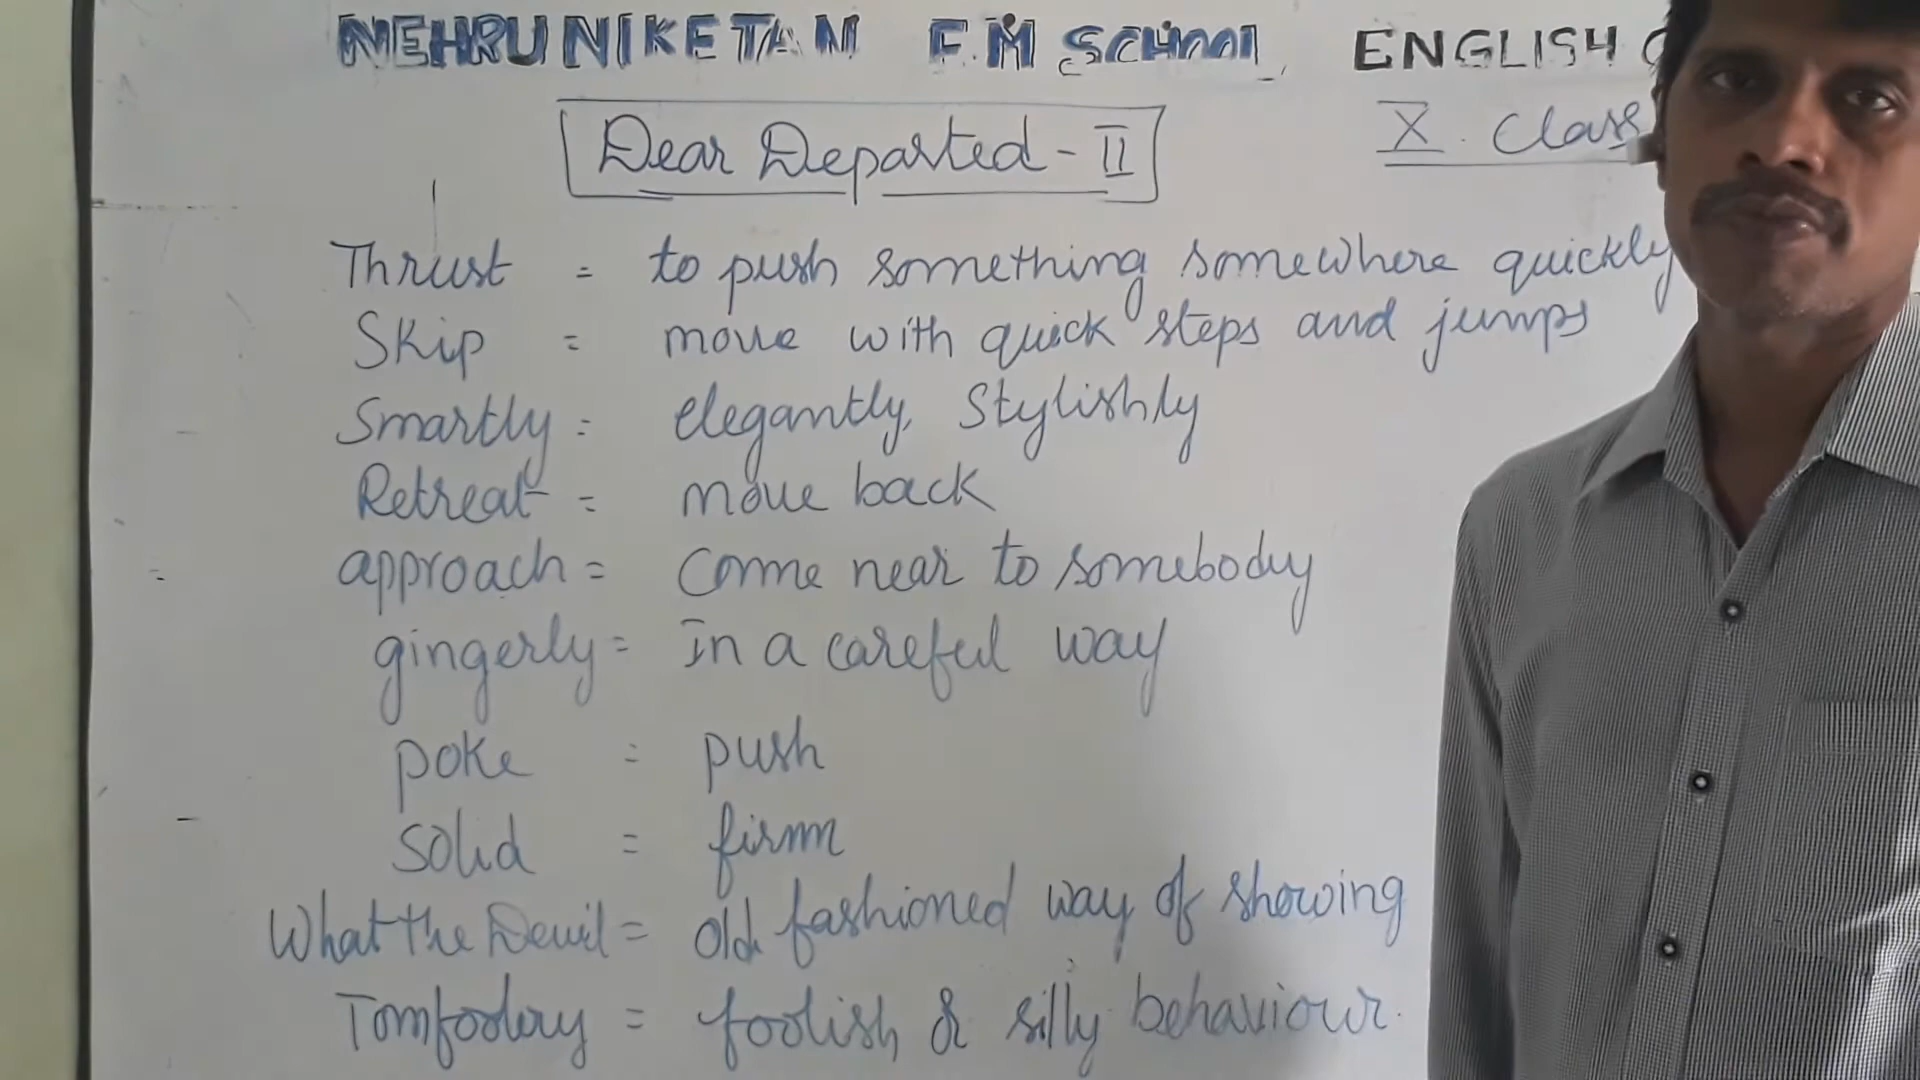 NEHRU NIKETAN E.M SCHOOL, ENGLISH
Dear Departed - II
X. Class
Thrust = to push something somewhere quickly
Skip = move with quick steps and jumps
Smartly = elegantly, Stylishly
Retreat = move back
approach = come near to somebody
gingerly = In a careful way
poke = push
solid = firm
What the Devil = old fashioned way of showing
Tomfoolery = foolish & silly behaviour.